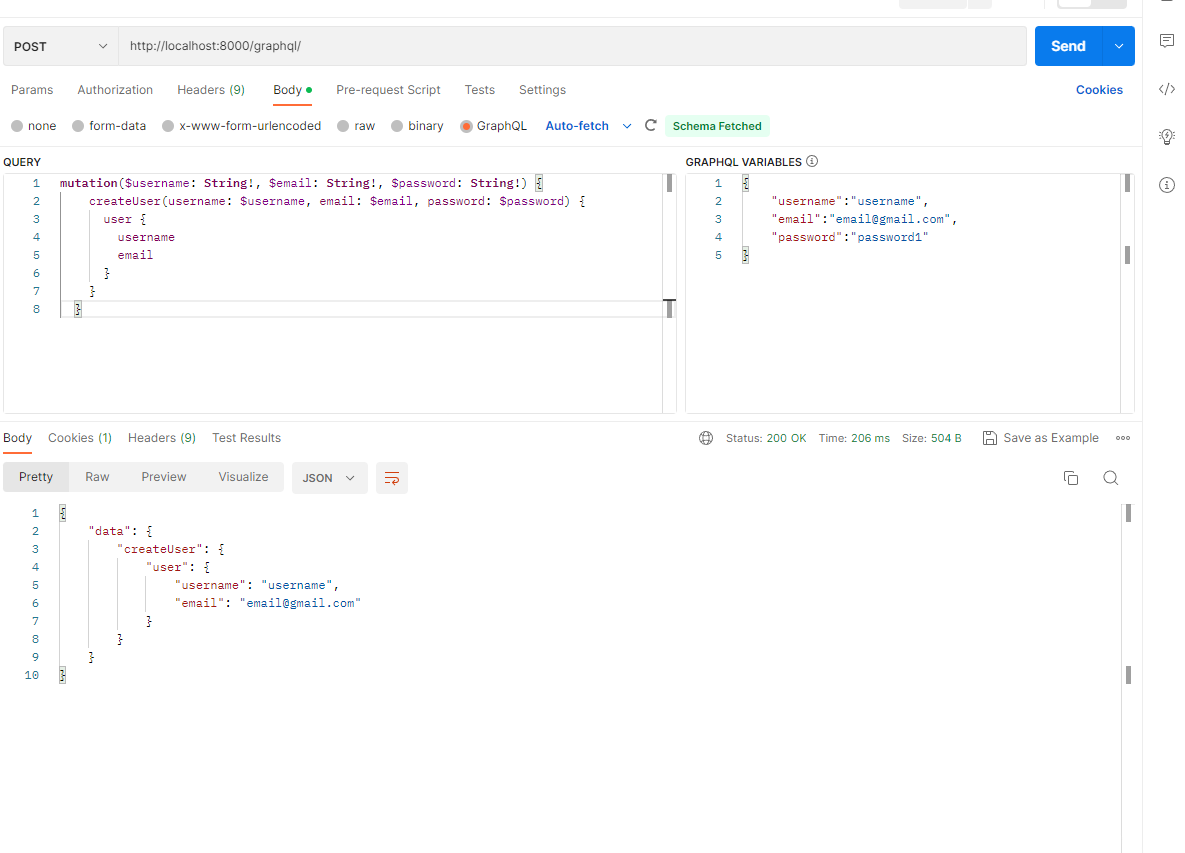 POST http://localhost:8000/graphql/ Send
Params Authorization Headers (9) Body Pre-request Script Tests Settings Cookies
none form-data x-www-form-urlencoded raw binary GraphQL Auto-fetch Schema Fetched
QUERY
1 mutation($username: String!, $email: String!, $password: String!) {
2 createUser(username: $username, email: $email, password: $password) {
3 user {
4 username
5 email
6 }
7 }
8 }
GRAPHQL VARIABLES
1 {
2 "username":"username",
3 "email":"email@gmail.com",
4 "password":"password1"
5 }
Body Cookies (1) Headers (9) Test Results Status: 200 OK Time: 206 ms Size: 504 B Save as Example
Pretty Raw Preview Visualize JSON
1 {
2 "data": {
3 "createUser": {
4 "user": {
5 "username": "username",
6 "email": "email@gmail.com"
7 }
8 }
9 }
10 }